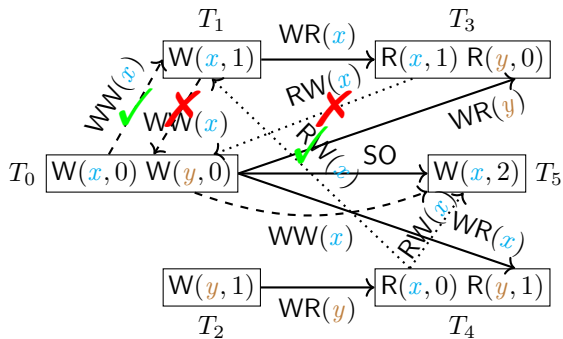 T1 T3
W(x, 1) WR(x) R(x, 1) R(y, 0)
WW(x) ✓ ✗ WW(x) RW(x) ✗ WR(y)
RW(x) ✓
T0 W(x, 0) W(y, 0) SO W(x, 2) T5
WW(x) RW(x) WR(x)
W(y, 1) WR(y) R(x, 0) R(y, 1)
T2 T4